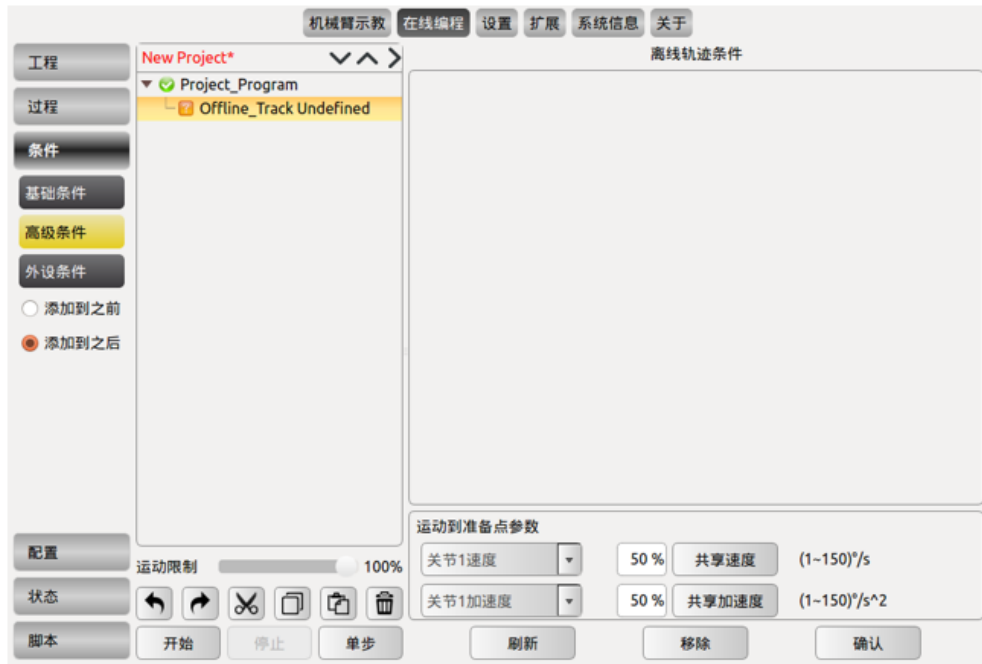 机械臂示教 在线编程 设置 扩展 系统信息 关于
工程
过程
条件
基础条件
高级条件
外设条件
添加到之前
添加到之后
配置
状态
脚本
New Project*
Project_Program
Offline_Track Undefined
运动限制 100%
开始 停止 单步
离线轨迹条件
运动到准备点参数
关节1速度 50 % 共享速度 (1~150)°/s
关节1加速度 50 % 共享加速度 (1~150)°/s^2
刷新 移除 确认